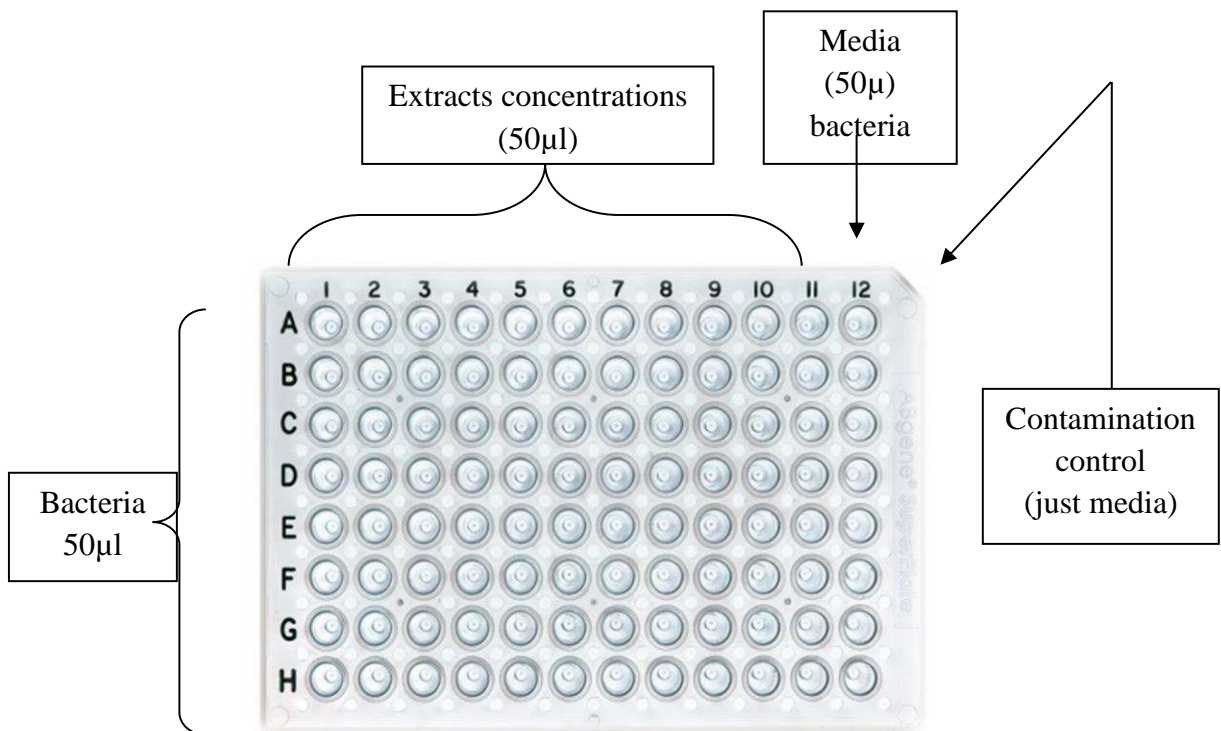 Media
(50µ)
bacteria
Extracts concentrations
(50µl)
1 2 3 4 5 6 7 8 9 10 11 12
A
B
C
D
E
F
G
H
Bacteria
50µl
Contamination
control
(just media)